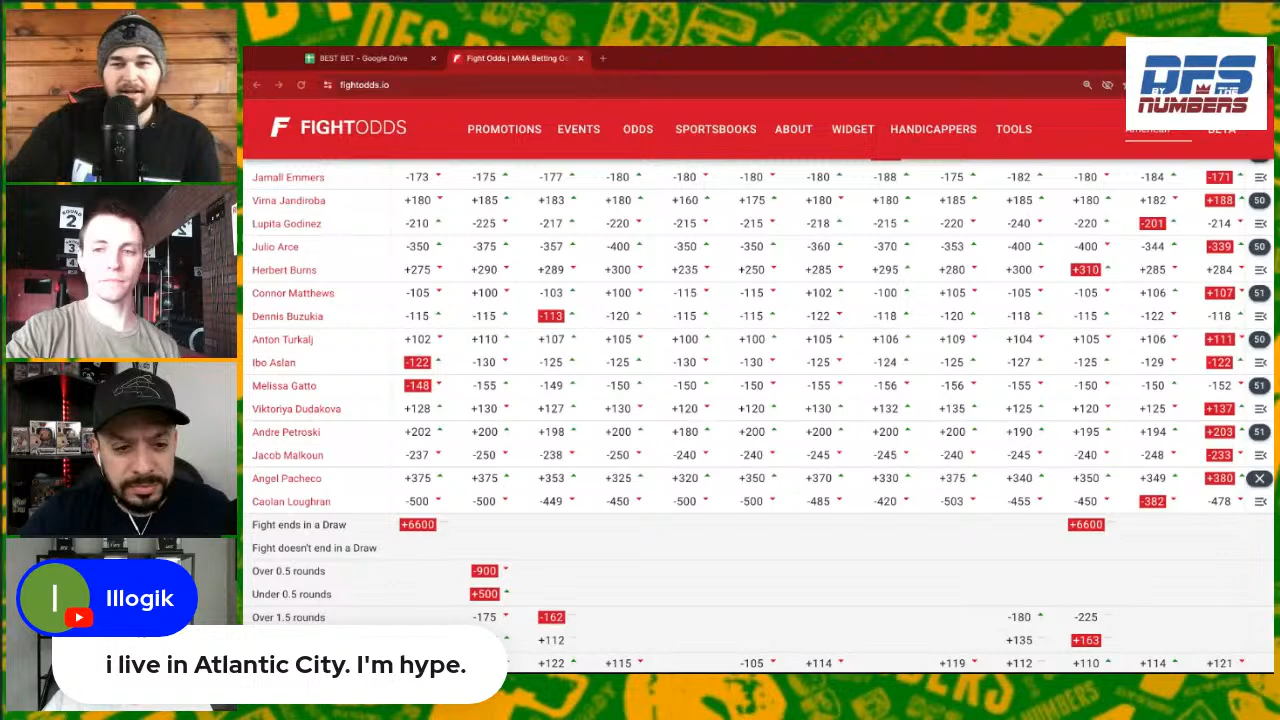 BEST BET - Google Drive
Fight Odds | MMA Betting Od
fightodds.io
DFS
BY THE
NUMBERS
FIGHTODDS
PROMOTIONS EVENTS ODDS SPORTSBOOKS ABOUT WIDGET HANDICAPPERS TOOLS
American BETA
Jamall Emmers -173 -175 -177 -180 -180 -180 -180 -188 -175 -182 -180 -184 -171
Virna Jandiroba +180 +185 +183 +180 +160 +175 +180 +180 +185 +185 +180 +182 +188 50
Lupita Godinez -210 -225 -217 -220 -215 -215 -218 -215 -220 -240 -220 -201 -214
Julio Arce -350 -375 -357 -400 -350 -350 -360 -370 -353 -400 -400 -344 -339 50
Herbert Burns +275 +290 +289 +300 +235 +250 +285 +295 +280 +300 +310 +285 +284
Connor Matthews -105 +100 -103 +100 -115 -115 +102 -100 +105 -105 -105 +106 +107 51
Dennis Buzukia -115 -115 -113 -120 -115 -115 -122 -118 -120 -118 -115 -122 -118
Anton Turkalj +102 +110 +107 +105 +100 +100 +105 +106 +109 +104 +105 +106 +111 50
Ibo Aslan -122 -130 -125 -125 -130 -130 -125 -124 -125 -127 -125 -129 -122
Melissa Gatto -148 -155 -149 -150 -150 -150 -155 -156 -156 -155 -150 -150 -152 51
Viktoriya Dudakova +128 +130 +127 +130 +120 +120 +130 +132 +135 +125 +120 +125 +137
Andre Petroski +202 +200 +198 +200 +180 +200 +200 +200 +200 +190 +195 +194 +203 51
Jacob Malkoun -237 -250 -238 -250 -240 -240 -245 -245 -240 -245 -240 -248 -233
Angel Pacheco +375 +375 +353 +325 +320 +350 +370 +330 +375 +340 +350 +349 +380
Caolan Loughran -500 -500 -449 -450 -500 -500 -485 -420 -503 -455 -450 -382 -478
Fight ends in a Draw +6600 +6600
Fight doesn't end in a Draw
Over 0.5 rounds -900
Under 0.5 rounds +500
Over 1.5 rounds -175 -162 -180 -225
+112 +135 +163
+122 +115 -105 +114 +119 +112 +110 +114 +121
ROUND
2
I
Illogik
i live in Atlantic City. I'm hype.